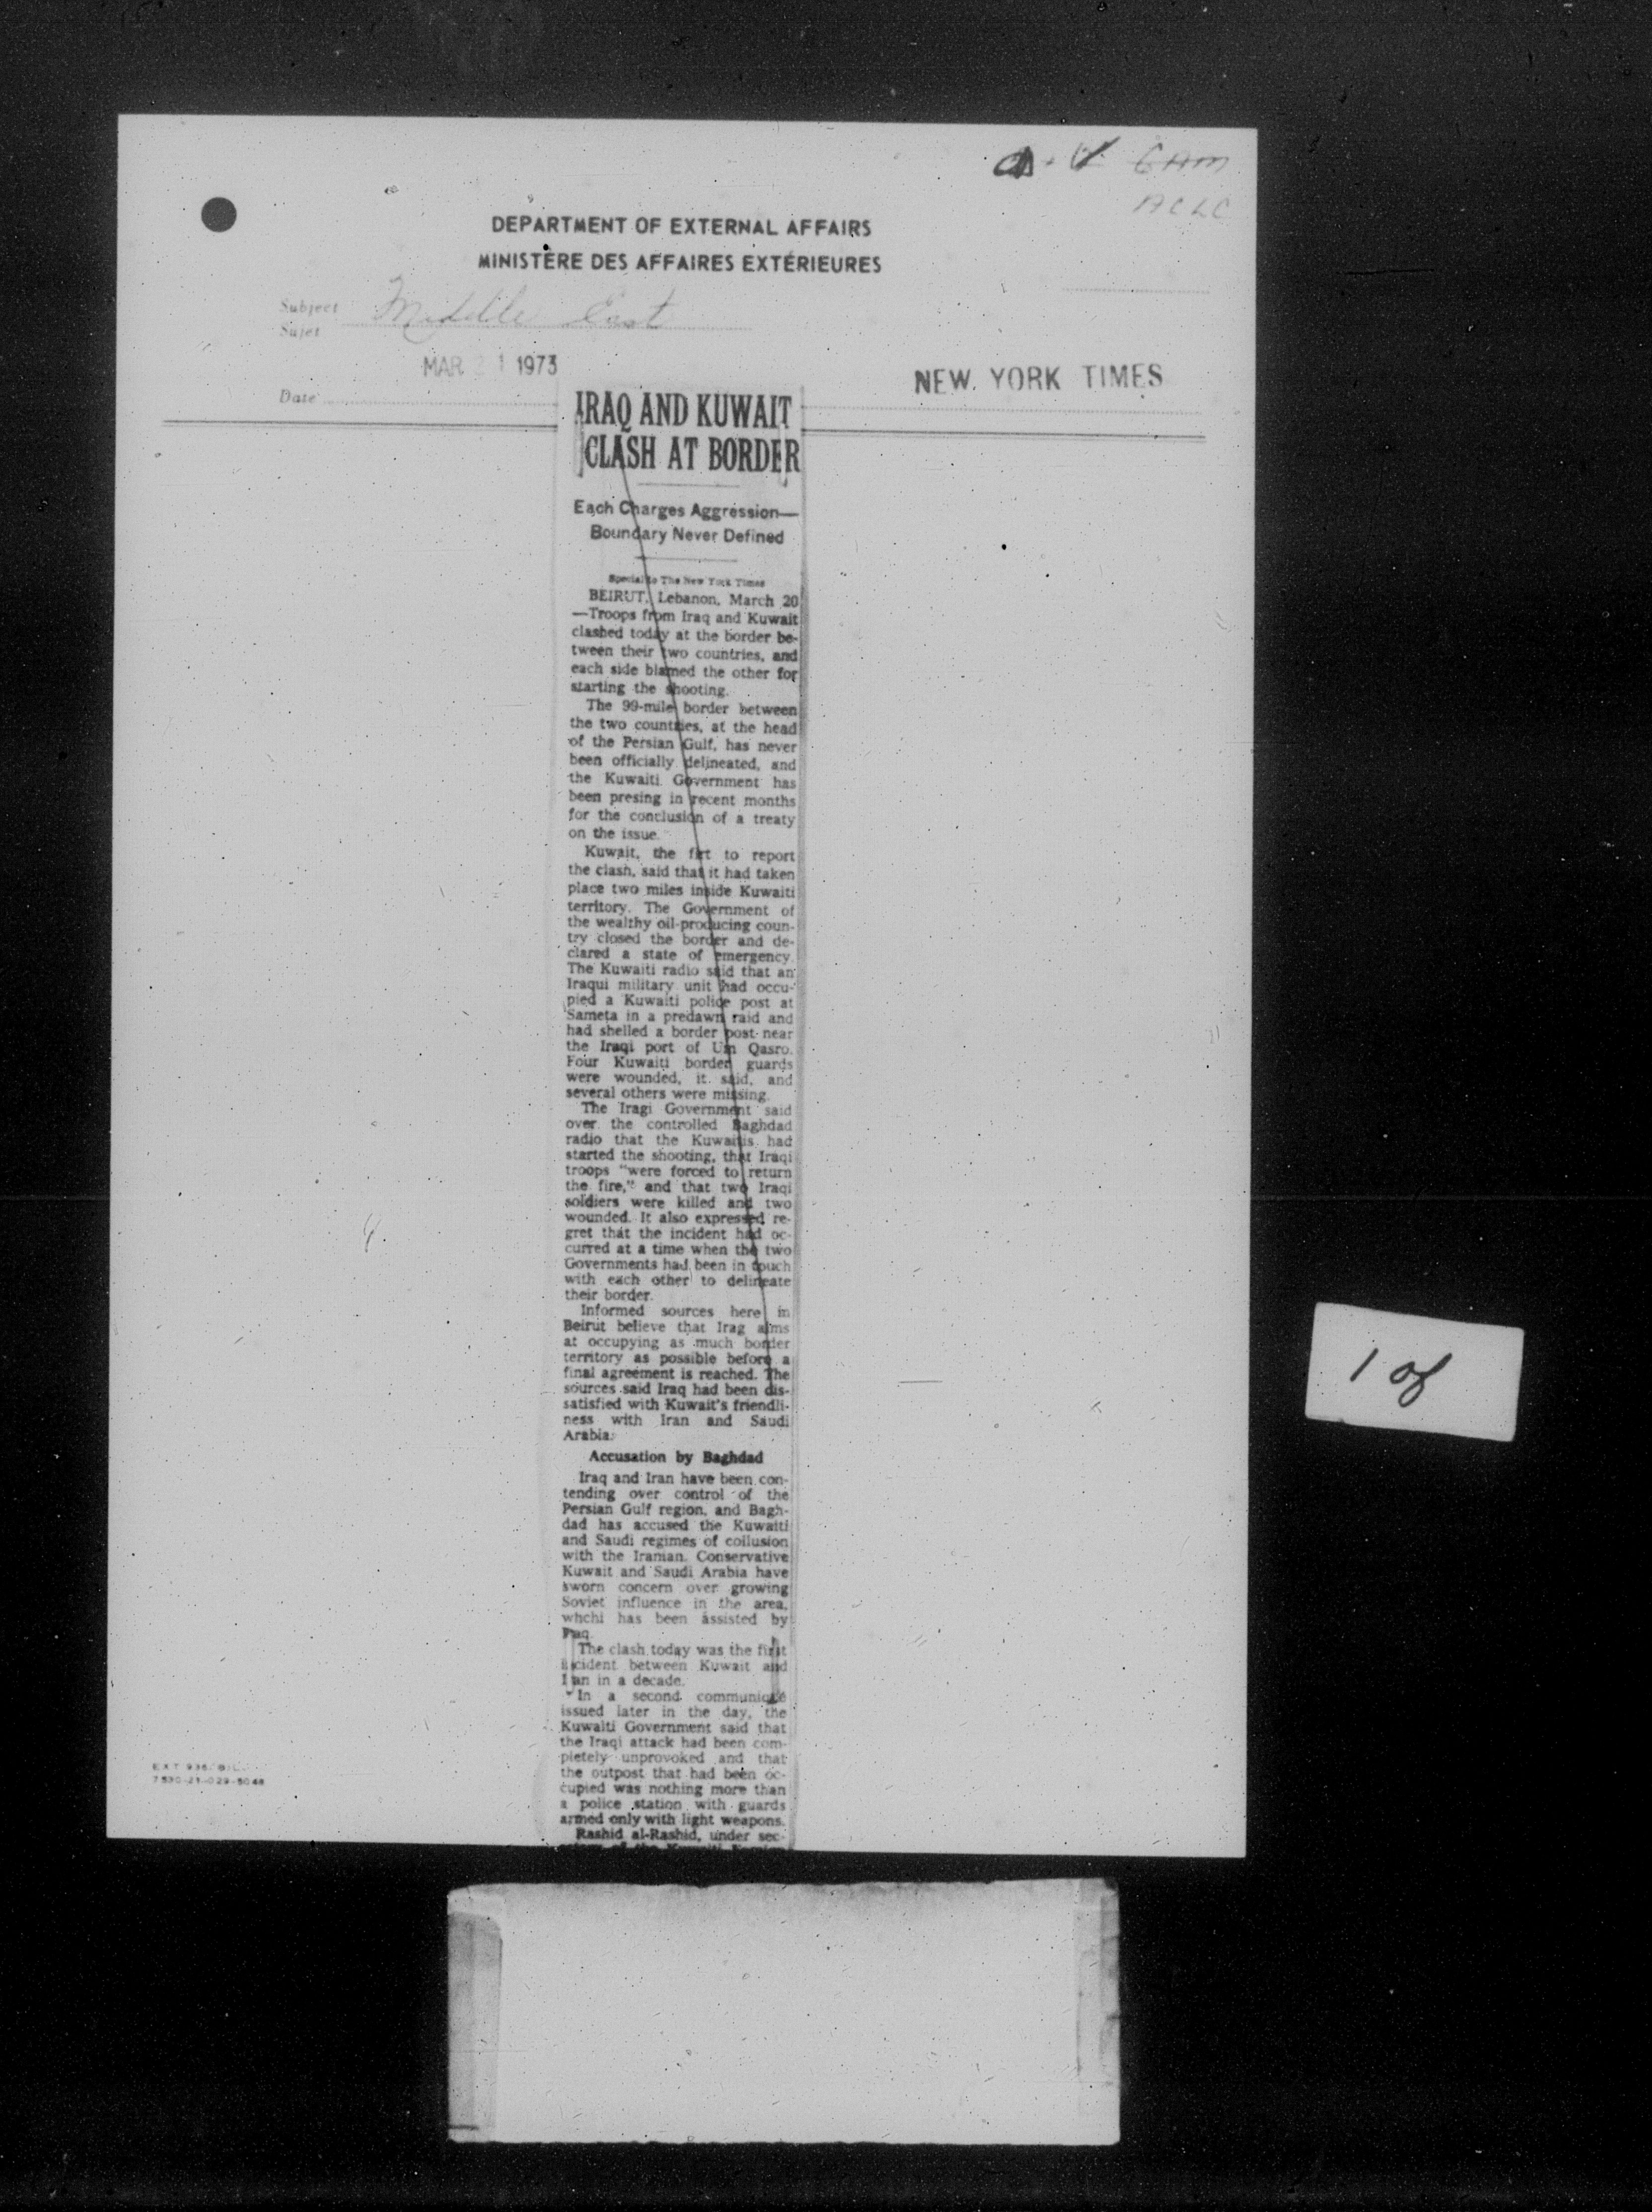 6AM
ACLC
DEPARTMENT OF EXTERNAL AFFAIRS
MINISTÈRE DES AFFAIRES EXTÉRIEURES
Subject
Sujet
Middle East
MAR 21 1973
NEW YORK TIMES
Date
IRAQ AND KUWAIT
CLASH AT BORDER
Each Charges Aggression—
Boundary Never Defined
Special to The New York Times
BEIRUT, Lebanon, March 20
—Troops from Iraq and Kuwait
clashed today at the border be-
tween their two countries, and
each side blamed the other for
starting the shooting.
The 99-mile border between
the two countries, at the head
of the Persian Gulf, has never
been officially delineated, and
the Kuwaiti Government has
been presing in recent months
for the conclusion of a treaty
on the issue.
Kuwait, the firt to report
the clash, said that it had taken
place two miles inside Kuwaiti
territory. The Government of
the wealthy oil-producing coun-
try closed the border and de-
clared a state of emergency.
The Kuwaiti radio said that an
Iraqui military unit had occu-
pied a Kuwaiti police post at
Sameta in a predawn raid and
had shelled a border post near
the Iraqi port of Um Qasro.
Four Kuwaiti border guards
were wounded, it said, and
several others were missing.
The Iragi Government said
over the controlled Baghdad
radio that the Kuwaitis had
started the shooting, that Iraqi
troops "were forced to return
the fire," and that two Iraqi
soldiers were killed and two
wounded. It also expressed re-
gret that the incident had oc-
curred at a time when the two
Governments had been in touch
with each other to delineate
their border.
Informed sources here in
Beirut believe that Irag aims
at occupying as much border
territory as possible before a
final agreement is reached. The
sources said Iraq had been dis-
satisfied with Kuwait's friendli-
ness with Iran and Saudi
Arabia.
Accusation by Baghdad
Iraq and Iran have been con-
tending over control of the
Persian Gulf region, and Bagh-
dad has accused the Kuwaiti
and Saudi regimes of collusion
with the Iranian. Conservative
Kuwait and Saudi Arabia have
sworn concern over growing
Soviet influence in the area,
whchi has been assisted by
Iraq.
The clash today was the first
incident between Kuwait and
Iran in a decade.
In a second communiqué
issued later in the day, the
Kuwaiti Government said that
the Iraqi attack had been com-
pletely unprovoked and that
the outpost that had been oc-
cupied was nothing more than
a police station with guards
armed only with light weapons.
Rashid al-Rashid, under sec-
of the Kuwaiti
EXT 936
7530-21-029-5048
1 of